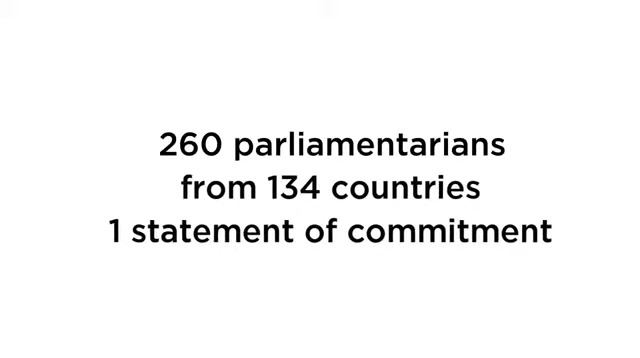 260 parliamentarians
from 134 countries
1 statement of commitment